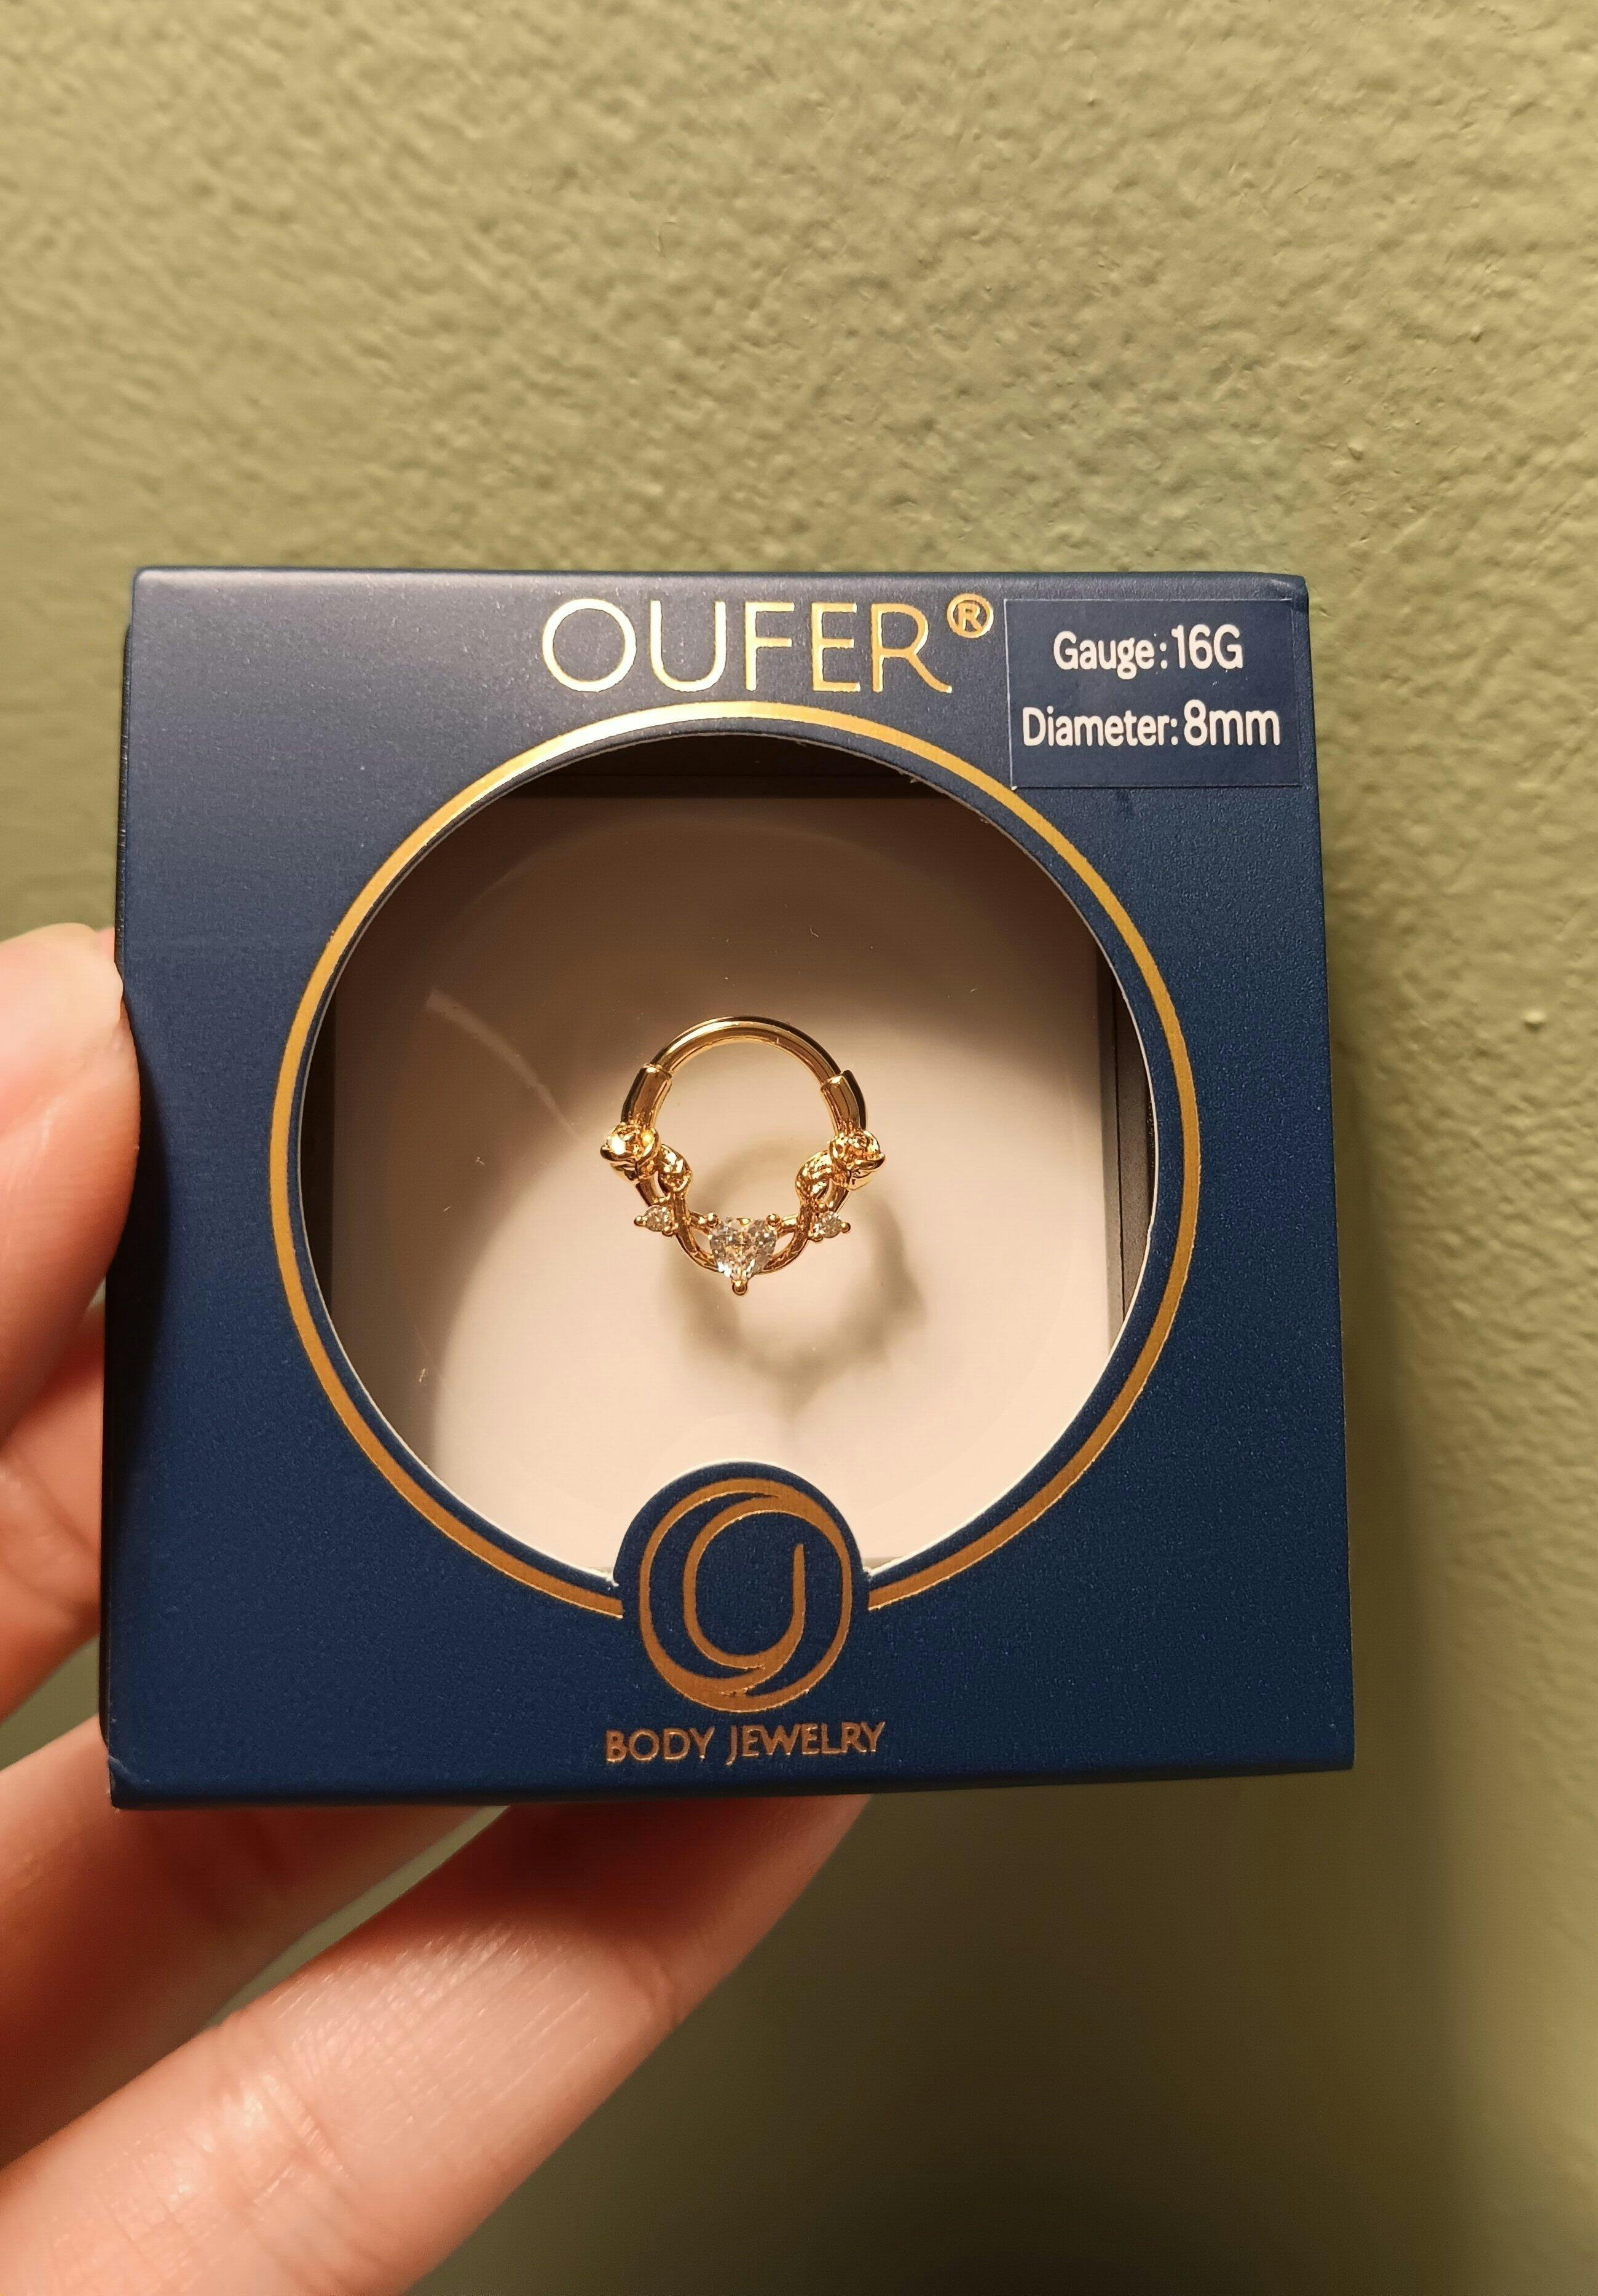 OUFER®
Gauge:16G
Diameter:8mm
BODY JEWELRY